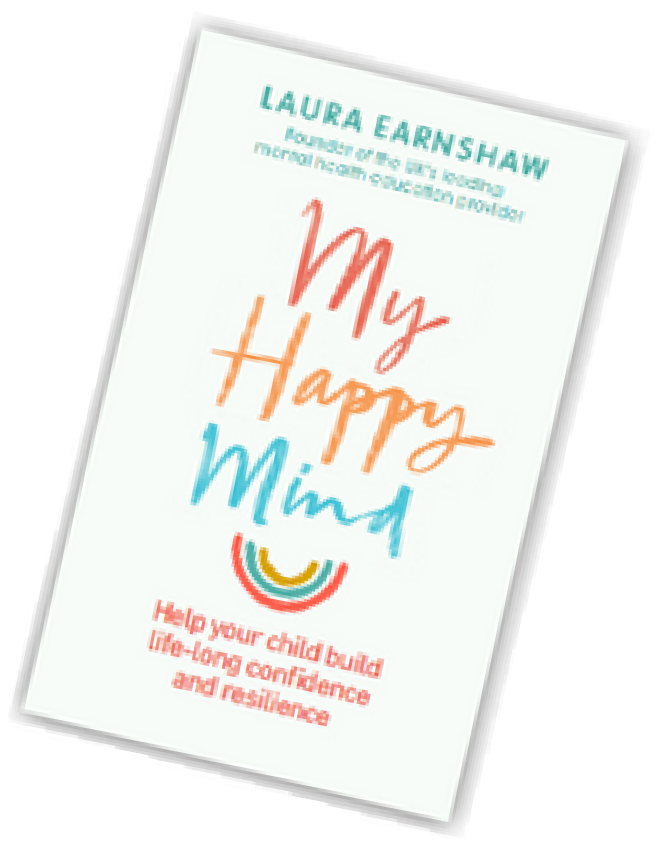 LAURA EARNSHAW
Founder of the UK's leading
mental health education provider
My
Happy
Mind
Help your child build
life-long confidence
and resilience